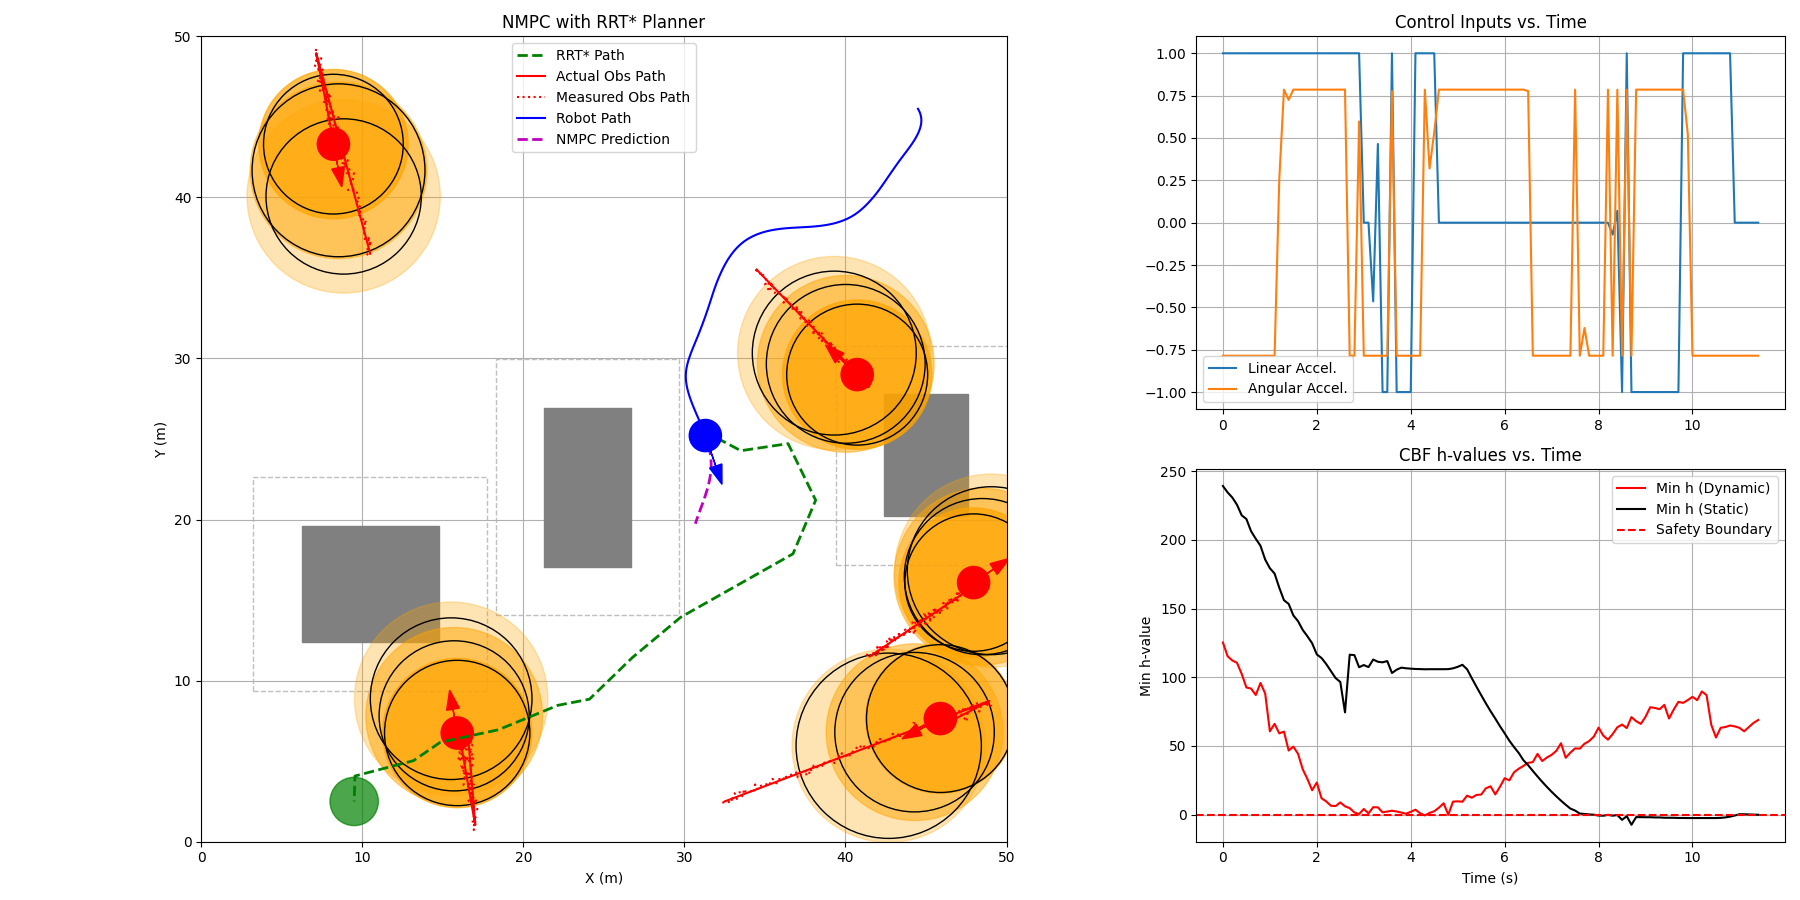 NMPC with RRT* Planner
50
40
30
20
10
0
Y (m)
0
10
20
30
40
50
X (m)
RRT* Path
Actual Obs Path
Measured Obs Path
Robot Path
NMPC Prediction
Control Inputs vs. Time
1.00
0.75
0.50
0.25
0.00
−0.25
−0.50
−0.75
−1.00
Linear Accel.
Angular Accel.
0
2
4
6
8
10
CBF h-values vs. Time
250
200
150
100
50
0
Min h-value
Min h (Dynamic)
Min h (Static)
Safety Boundary
0
2
4
6
8
10
Time (s)